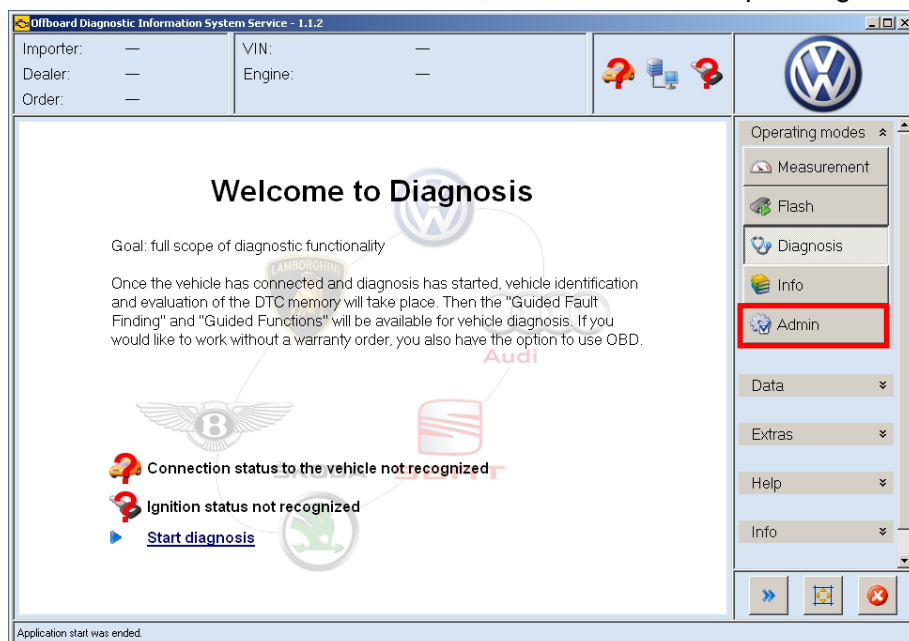 Offboard Diagnostic Information System Service - 1.1.2
Importer: —
Dealer: —
Order: —
VIN: —
Engine: —
Welcome to Diagnosis
Goal: full scope of diagnostic functionality
Once the vehicle has connected and diagnosis has started, vehicle identification
and evaluation of the DTC memory will take place. Then the "Guided Fault
Finding" and "Guided Functions" will be available for vehicle diagnosis. If you
would like to work without a warranty order, you also have the option to use OBD.
LAMBORGHINI
Audi
B
ŠKODA
SEAT
Connection status to the vehicle not recognized
Ignition status not recognized
Start diagnosis
Operating modes
Measurement
Flash
Diagnosis
Info
Admin
Data
Extras
Help
Info
Application start was ended.